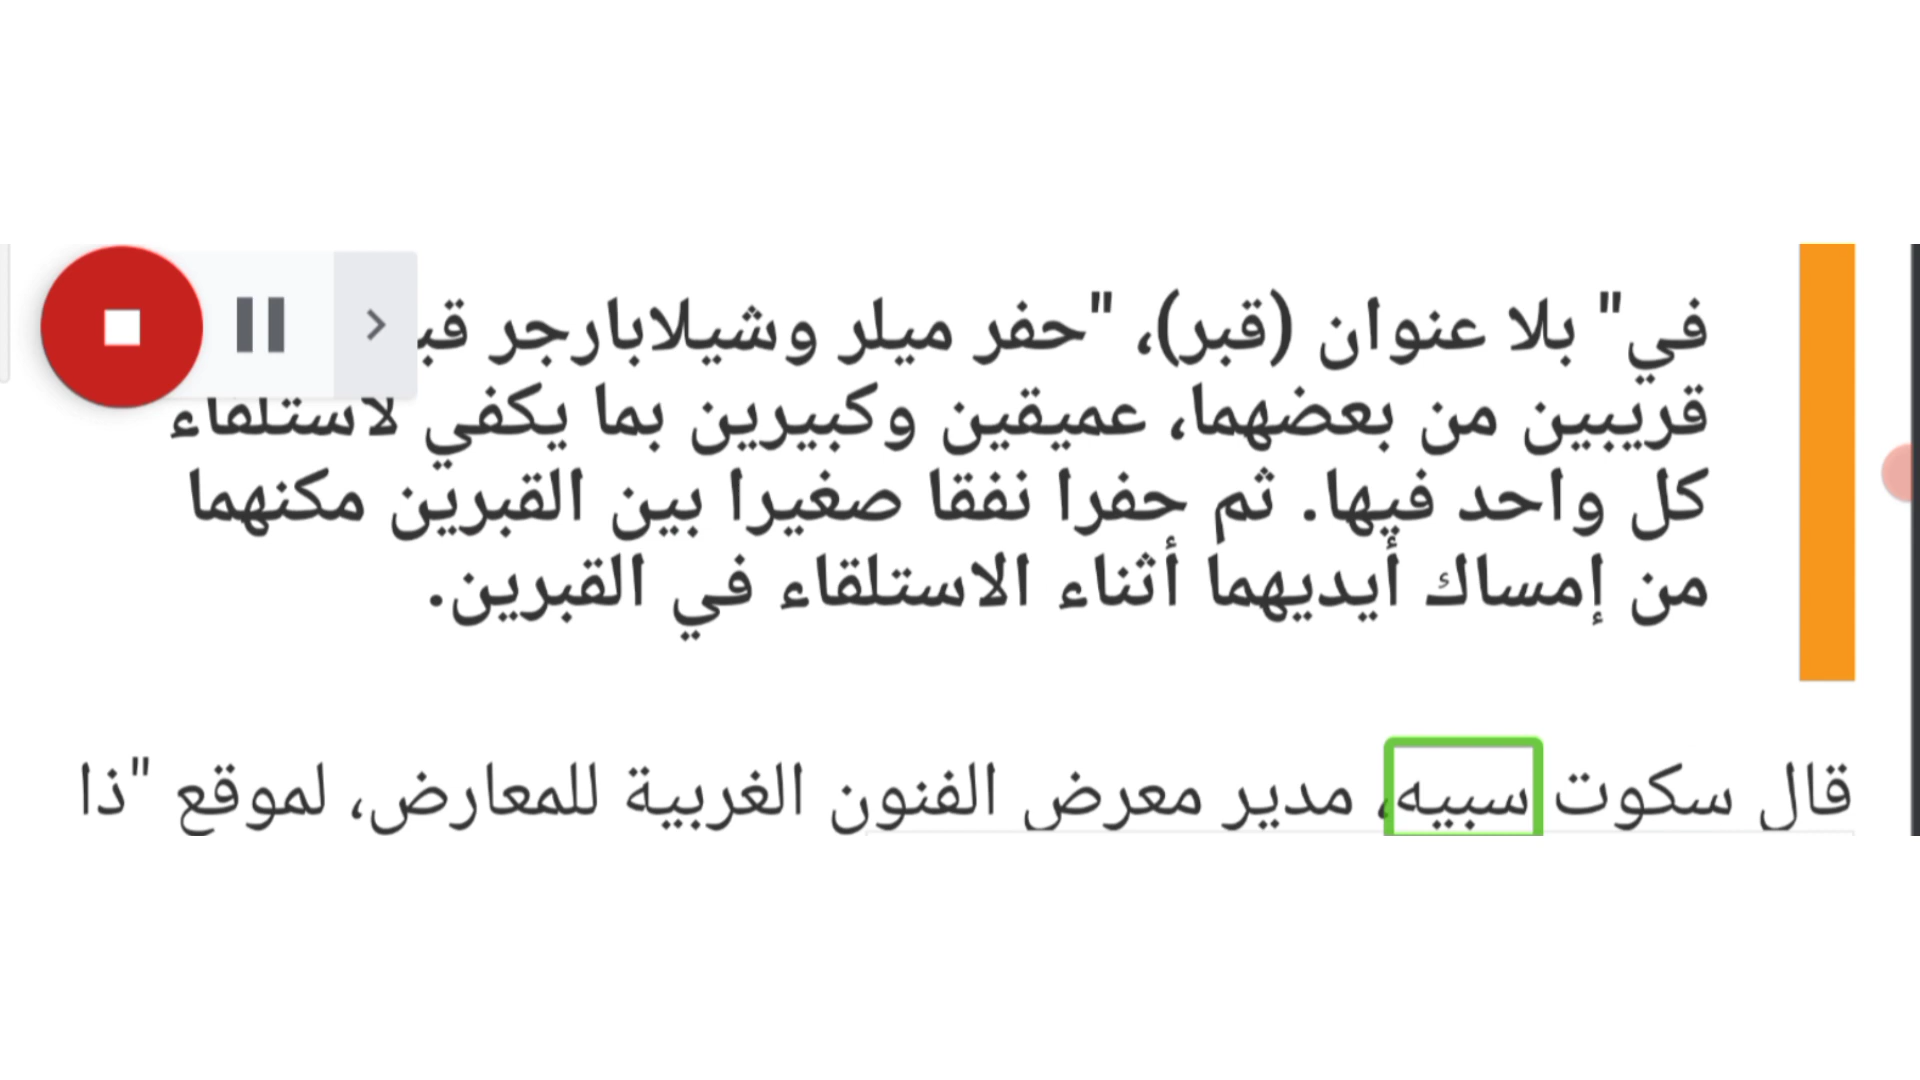 في" بلا عنوان (قبر)، "حفر ميلر وشيلابارجر
قريبين من بعضهما، عميقين وكبيرين بما يكفي لاستلقاء
كل واحد فيها. ثم حفرا نفقا صغيرا بين القبرين مكنهما
من إمساك أيديهما أثناء الاستلقاء في القبرين.
قال سكوت سبيه، مدير معرض الفنون الغربية للمعارض، لموقع "ذا